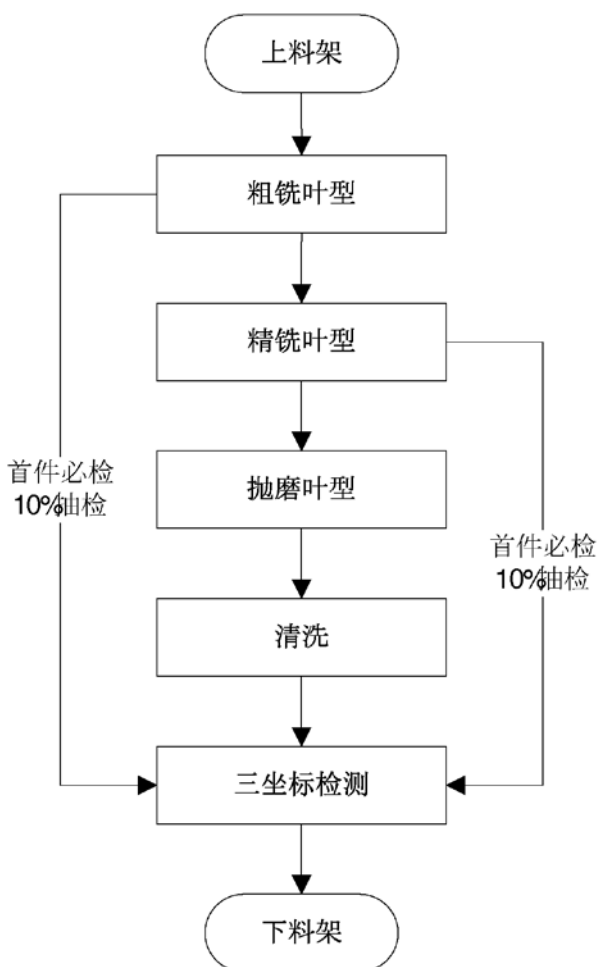 上料架
粗铣叶型
精铣叶型
首件必检
10%抽检
抛磨叶型
首件必检
10%抽检
清洗
三坐标检测
下料架